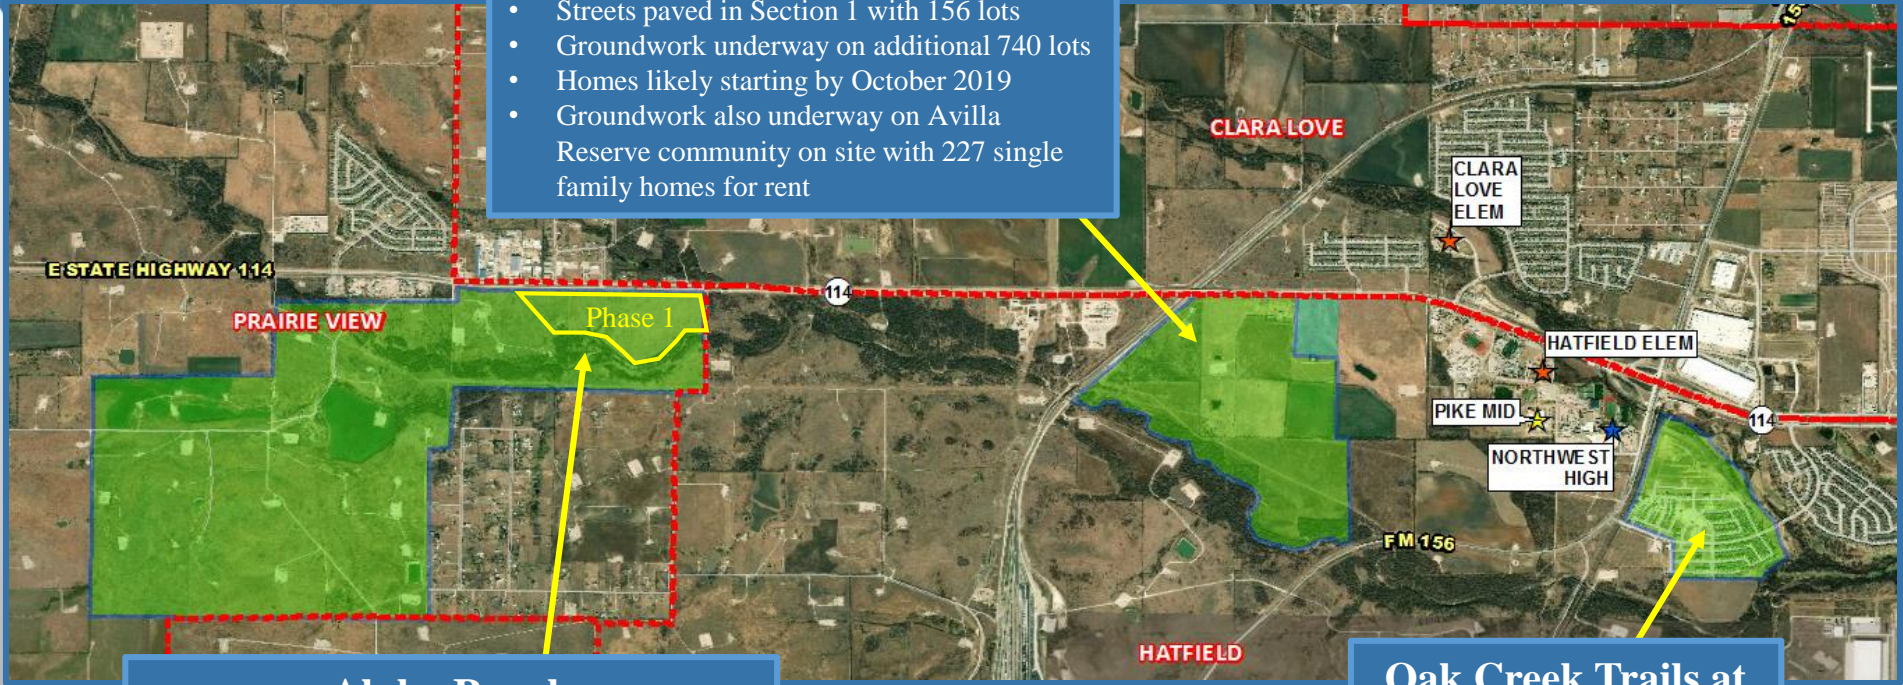 • Streets paved in Section 1 with 156 lots
• Groundwork underway on additional 740 lots
• Homes likely starting by October 2019
• Groundwork also underway on Avilla
Reserve community on site with 227 single
family homes for rent
CLARA LOVE
CLARA
LOVE
ELEM
E STATE HIGHWAY 114
114
PRAIRIE VIEW
Phase 1
HATFIELD ELEM
PIKE MID
114
NORTHWEST
HIGH
FM 156
HATFIELD
Oak Creek Trails at